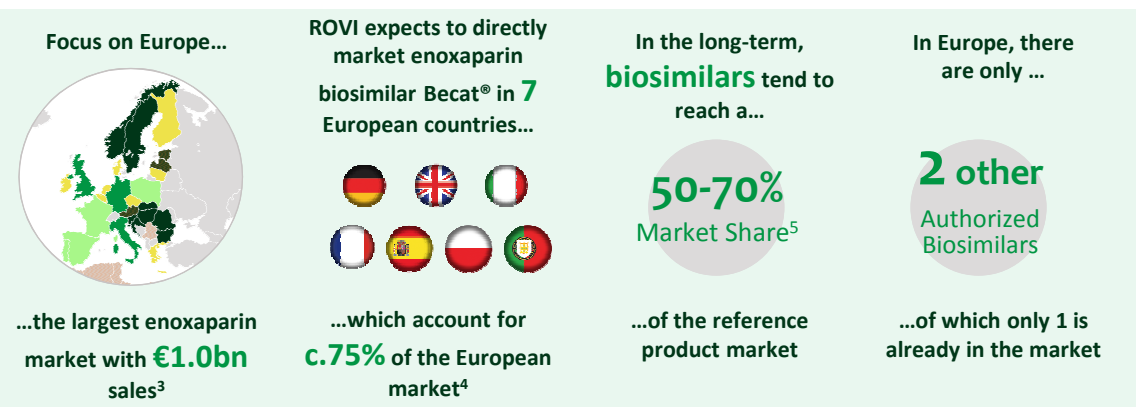 Focus on Europe…
…the largest enoxaparin
market with €1.0bn
sales³
ROVI expects to directly
market enoxaparin
biosimilar Becat® in 7
European countries…
…which account for
c.75% of the European
market⁴
In the long-term,
biosimilars tend to
reach a…
50-70%
Market Share⁵
…of the reference
product market
In Europe, there
are only …
2 other
Authorized
Biosimilars
…of which only 1 is
already in the market